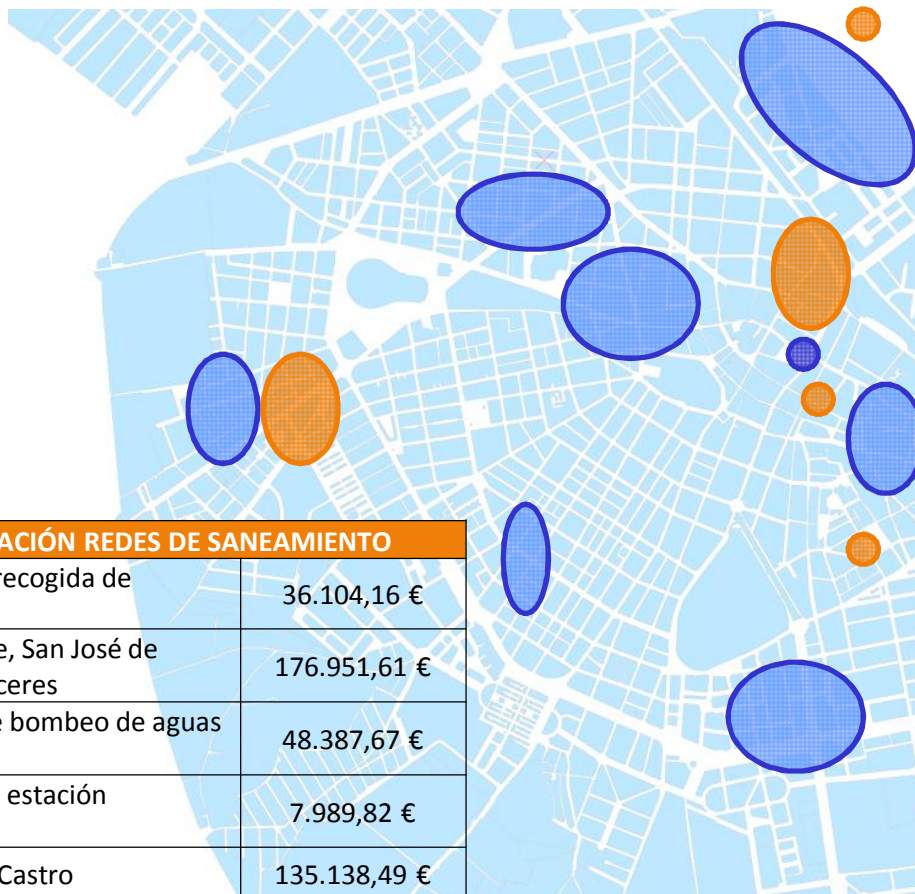 ACIÓN REDES DE SANEAMIENTO
recogida de
36.104,16 €
e, San José de
ceres
176.951,61 €
e bombeo de aguas
48.387,67 €
estación
7.989,82 €
Castro
135.138,49 €